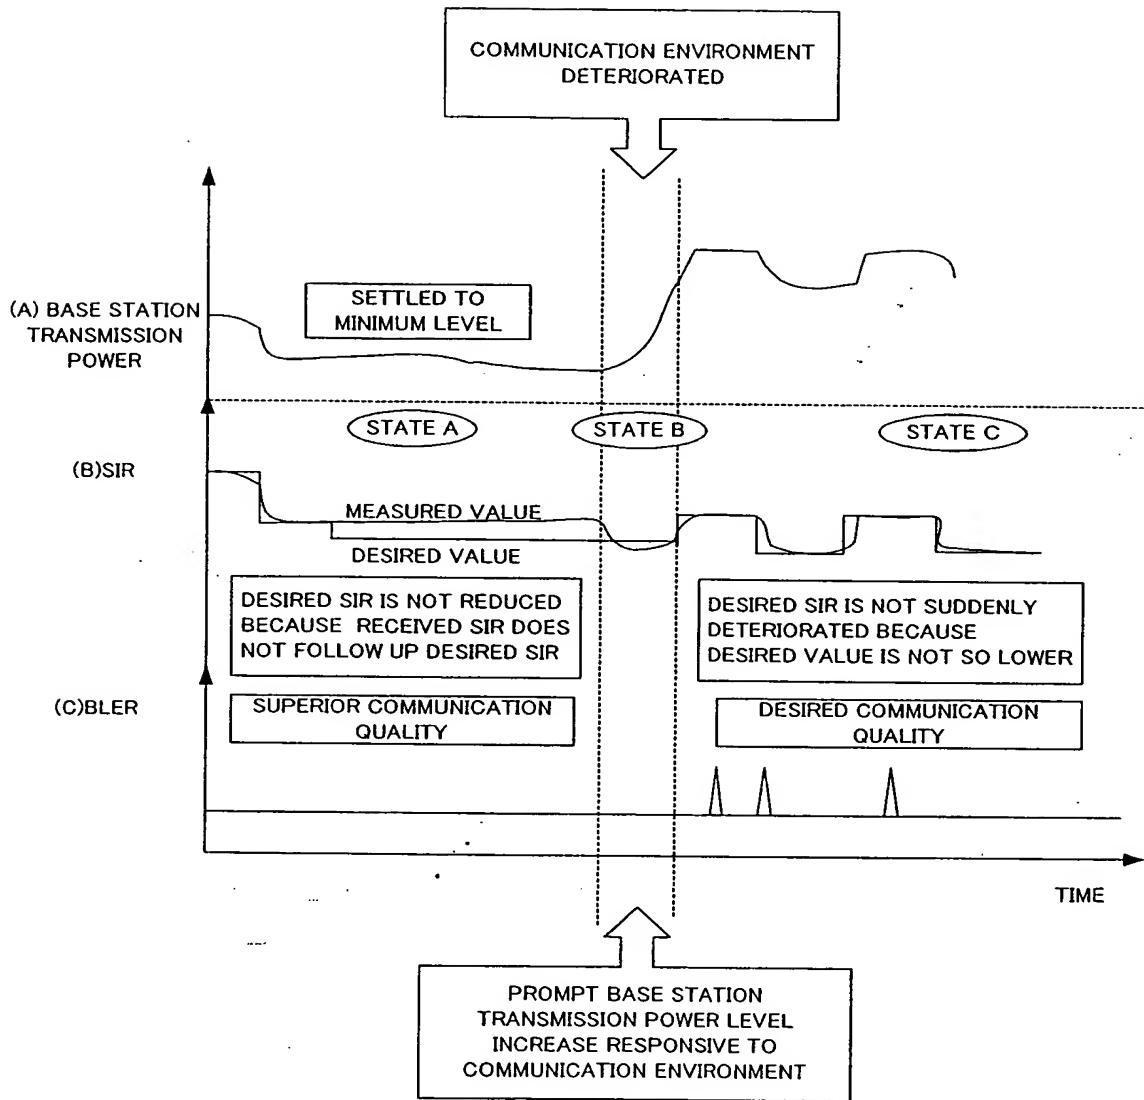 COMMUNICATION ENVIRONMENT
DETERIORATED
(A) BASE STATION
TRANSMISSION
POWER
SETTLED TO
MINIMUM LEVEL
STATE A
STATE B
STATE C
(B)SIR
MEASURED VALUE
DESIRED VALUE
DESIRED SIR IS NOT REDUCED
BECAUSE RECEIVED SIR DOES
NOT FOLLOW UP DESIRED SIR
DESIRED SIR IS NOT SUDDENLY
DETERIORATED BECAUSE
DESIRED VALUE IS NOT SO LOWER
(C)BLER
SUPERIOR COMMUNICATION
QUALITY
DESIRED COMMUNICATION
QUALITY
TIME
PROMPT BASE STATION
TRANSMISSION POWER LEVEL
INCREASE RESPONSIVE TO
COMMUNICATION ENVIRONMENT